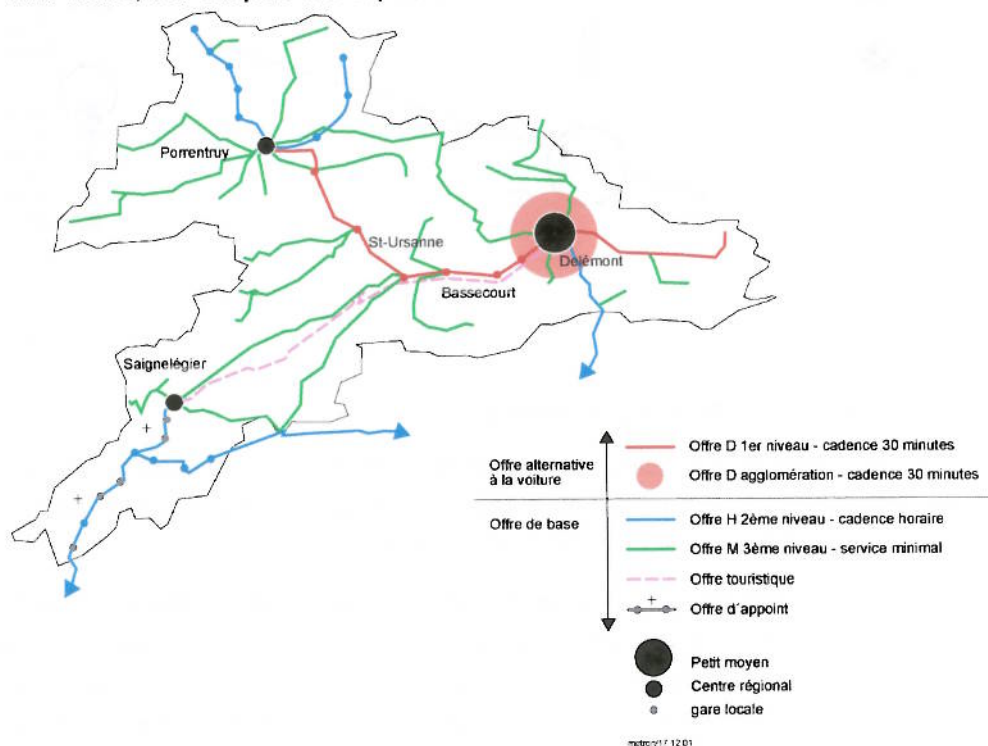 Porrentruy
St-Ursanne
Delémont
Bassecourt
Saignelégier
Offre alternative
à la voiture
Offre D 1er niveau - cadence 30 minutes
Offre D agglomération - cadence 30 minutes
Offre de base
Offre H 2ème niveau - cadence horaire
Offre M 3ème niveau - service minimal
Offre touristique
Offre d´appoint
Petit moyen
Centre régional
gare locale